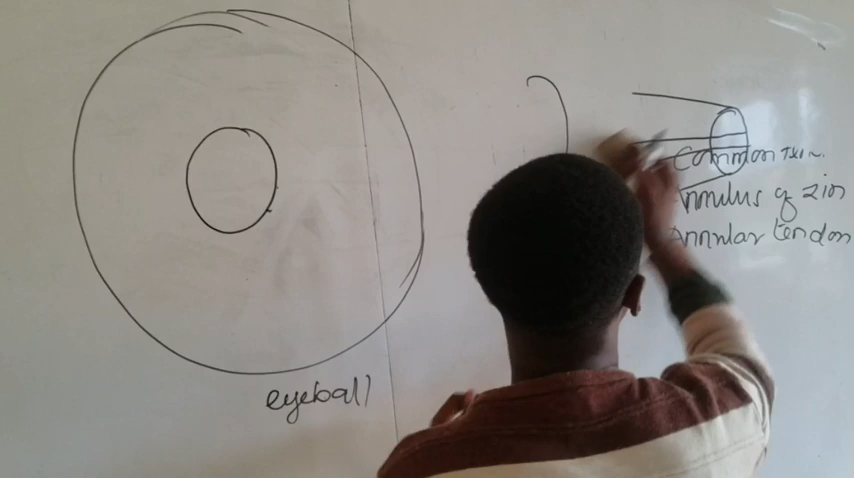 eyeball
Common Ten.
Annulus of zin
Annular tendon